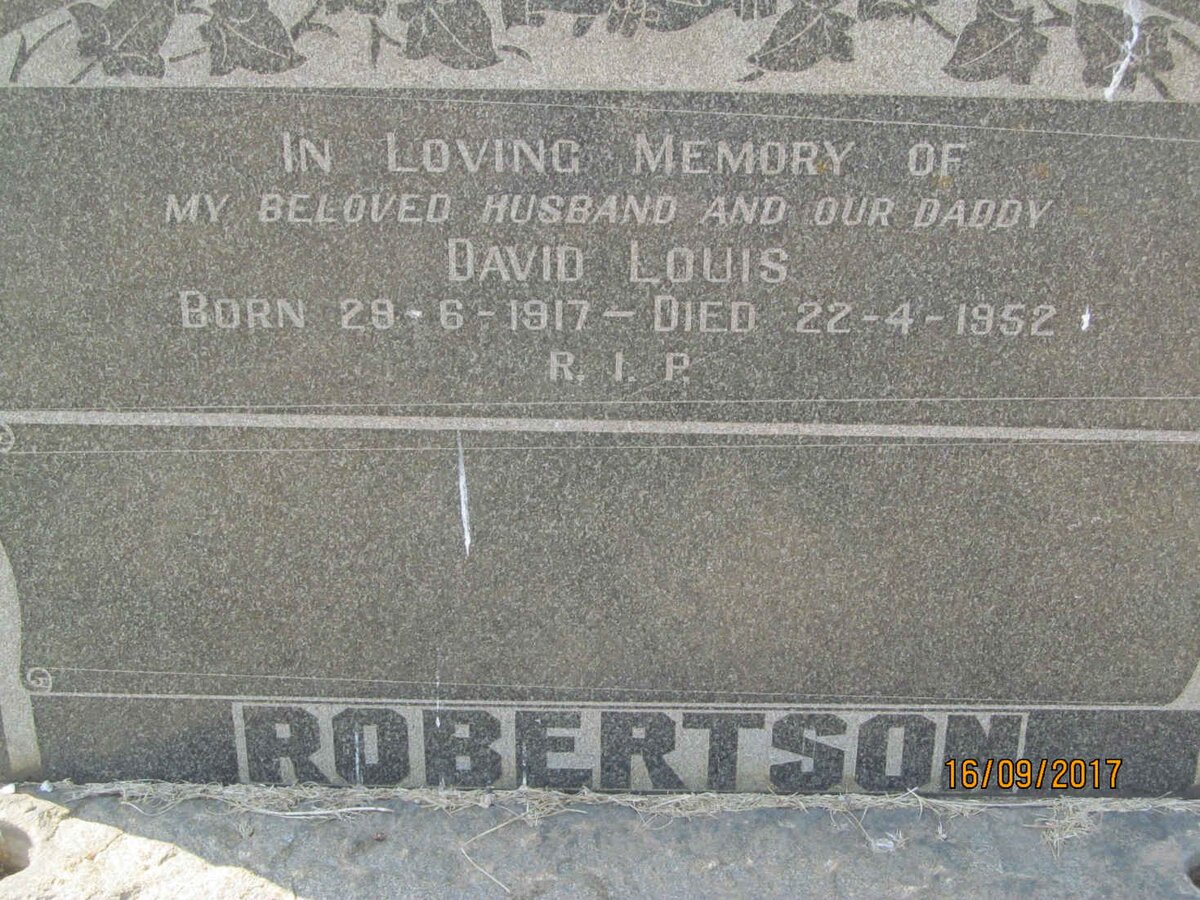 IN LOVING MEMORY OF
MY BELOVED HUSBAND AND OUR DADDY
DAVID LOUIS
BORN 29-6-1917 — DIED 22-4-1952
R. I. P.
ROBERTSON
16/09/2017